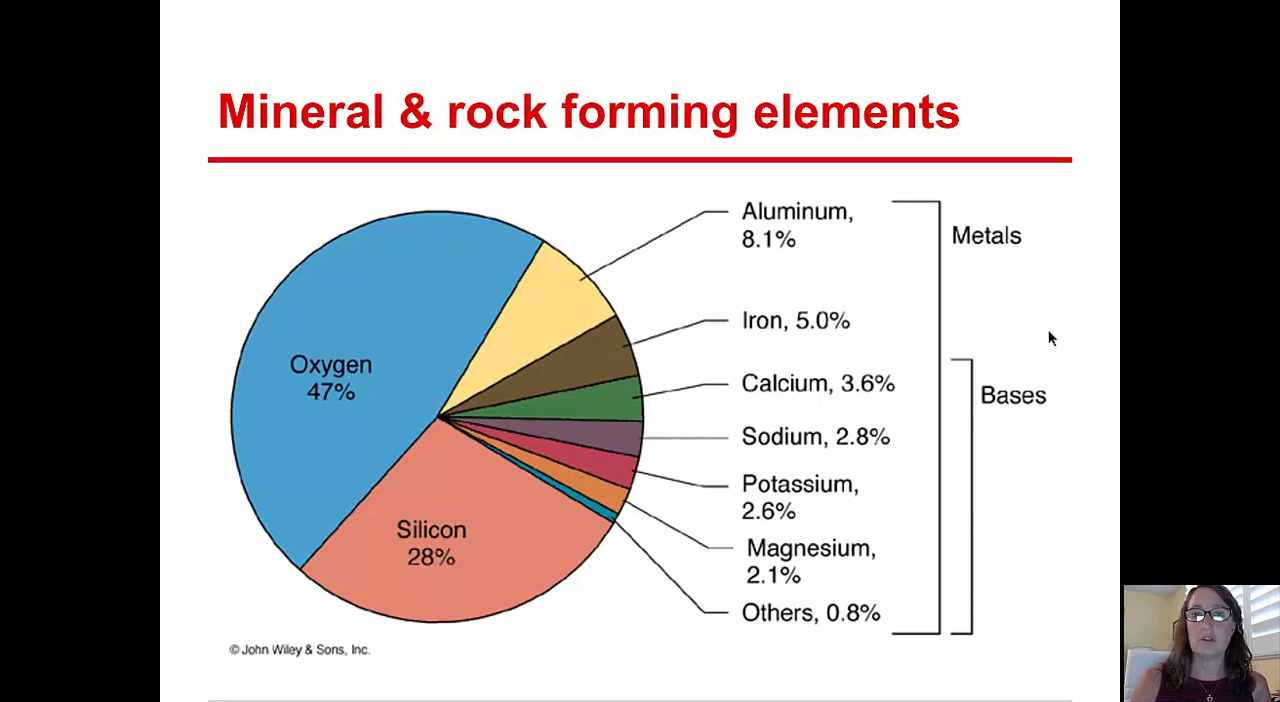 Mineral & rock forming elements
Aluminum,
8.1%
Metals
Iron, 5.0%
Oxygen
47%
Calcium, 3.6%
Bases
Sodium, 2.8%
Potassium,
2.6%
Silicon
28%
Magnesium,
2.1%
Others, 0.8%
© John Wiley & Sons, Inc.